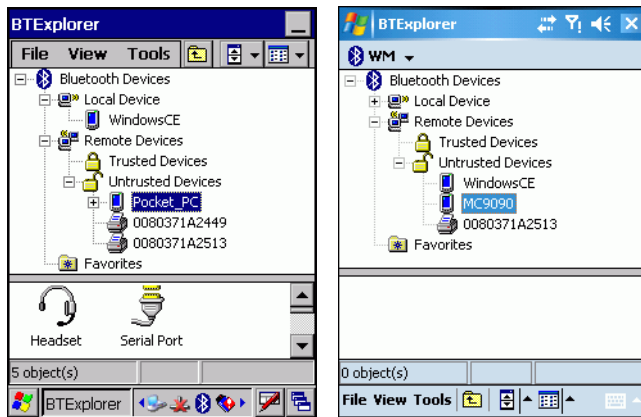 BTExplorer
File View Tools
Bluetooth Devices
Local Device
WindowsCE
Remote Devices
Trusted Devices
Untrusted Devices
Pocket_PC
0080371A2449
0080371A2513
Favorites
Headset Serial Port
5 object(s)
BTExplorer
BTExplorer
WM
Bluetooth Devices
Local Device
Remote Devices
Trusted Devices
Untrusted Devices
WindowsCE
MC9090
0080371A2513
Favorites
0 object(s)
File View Tools